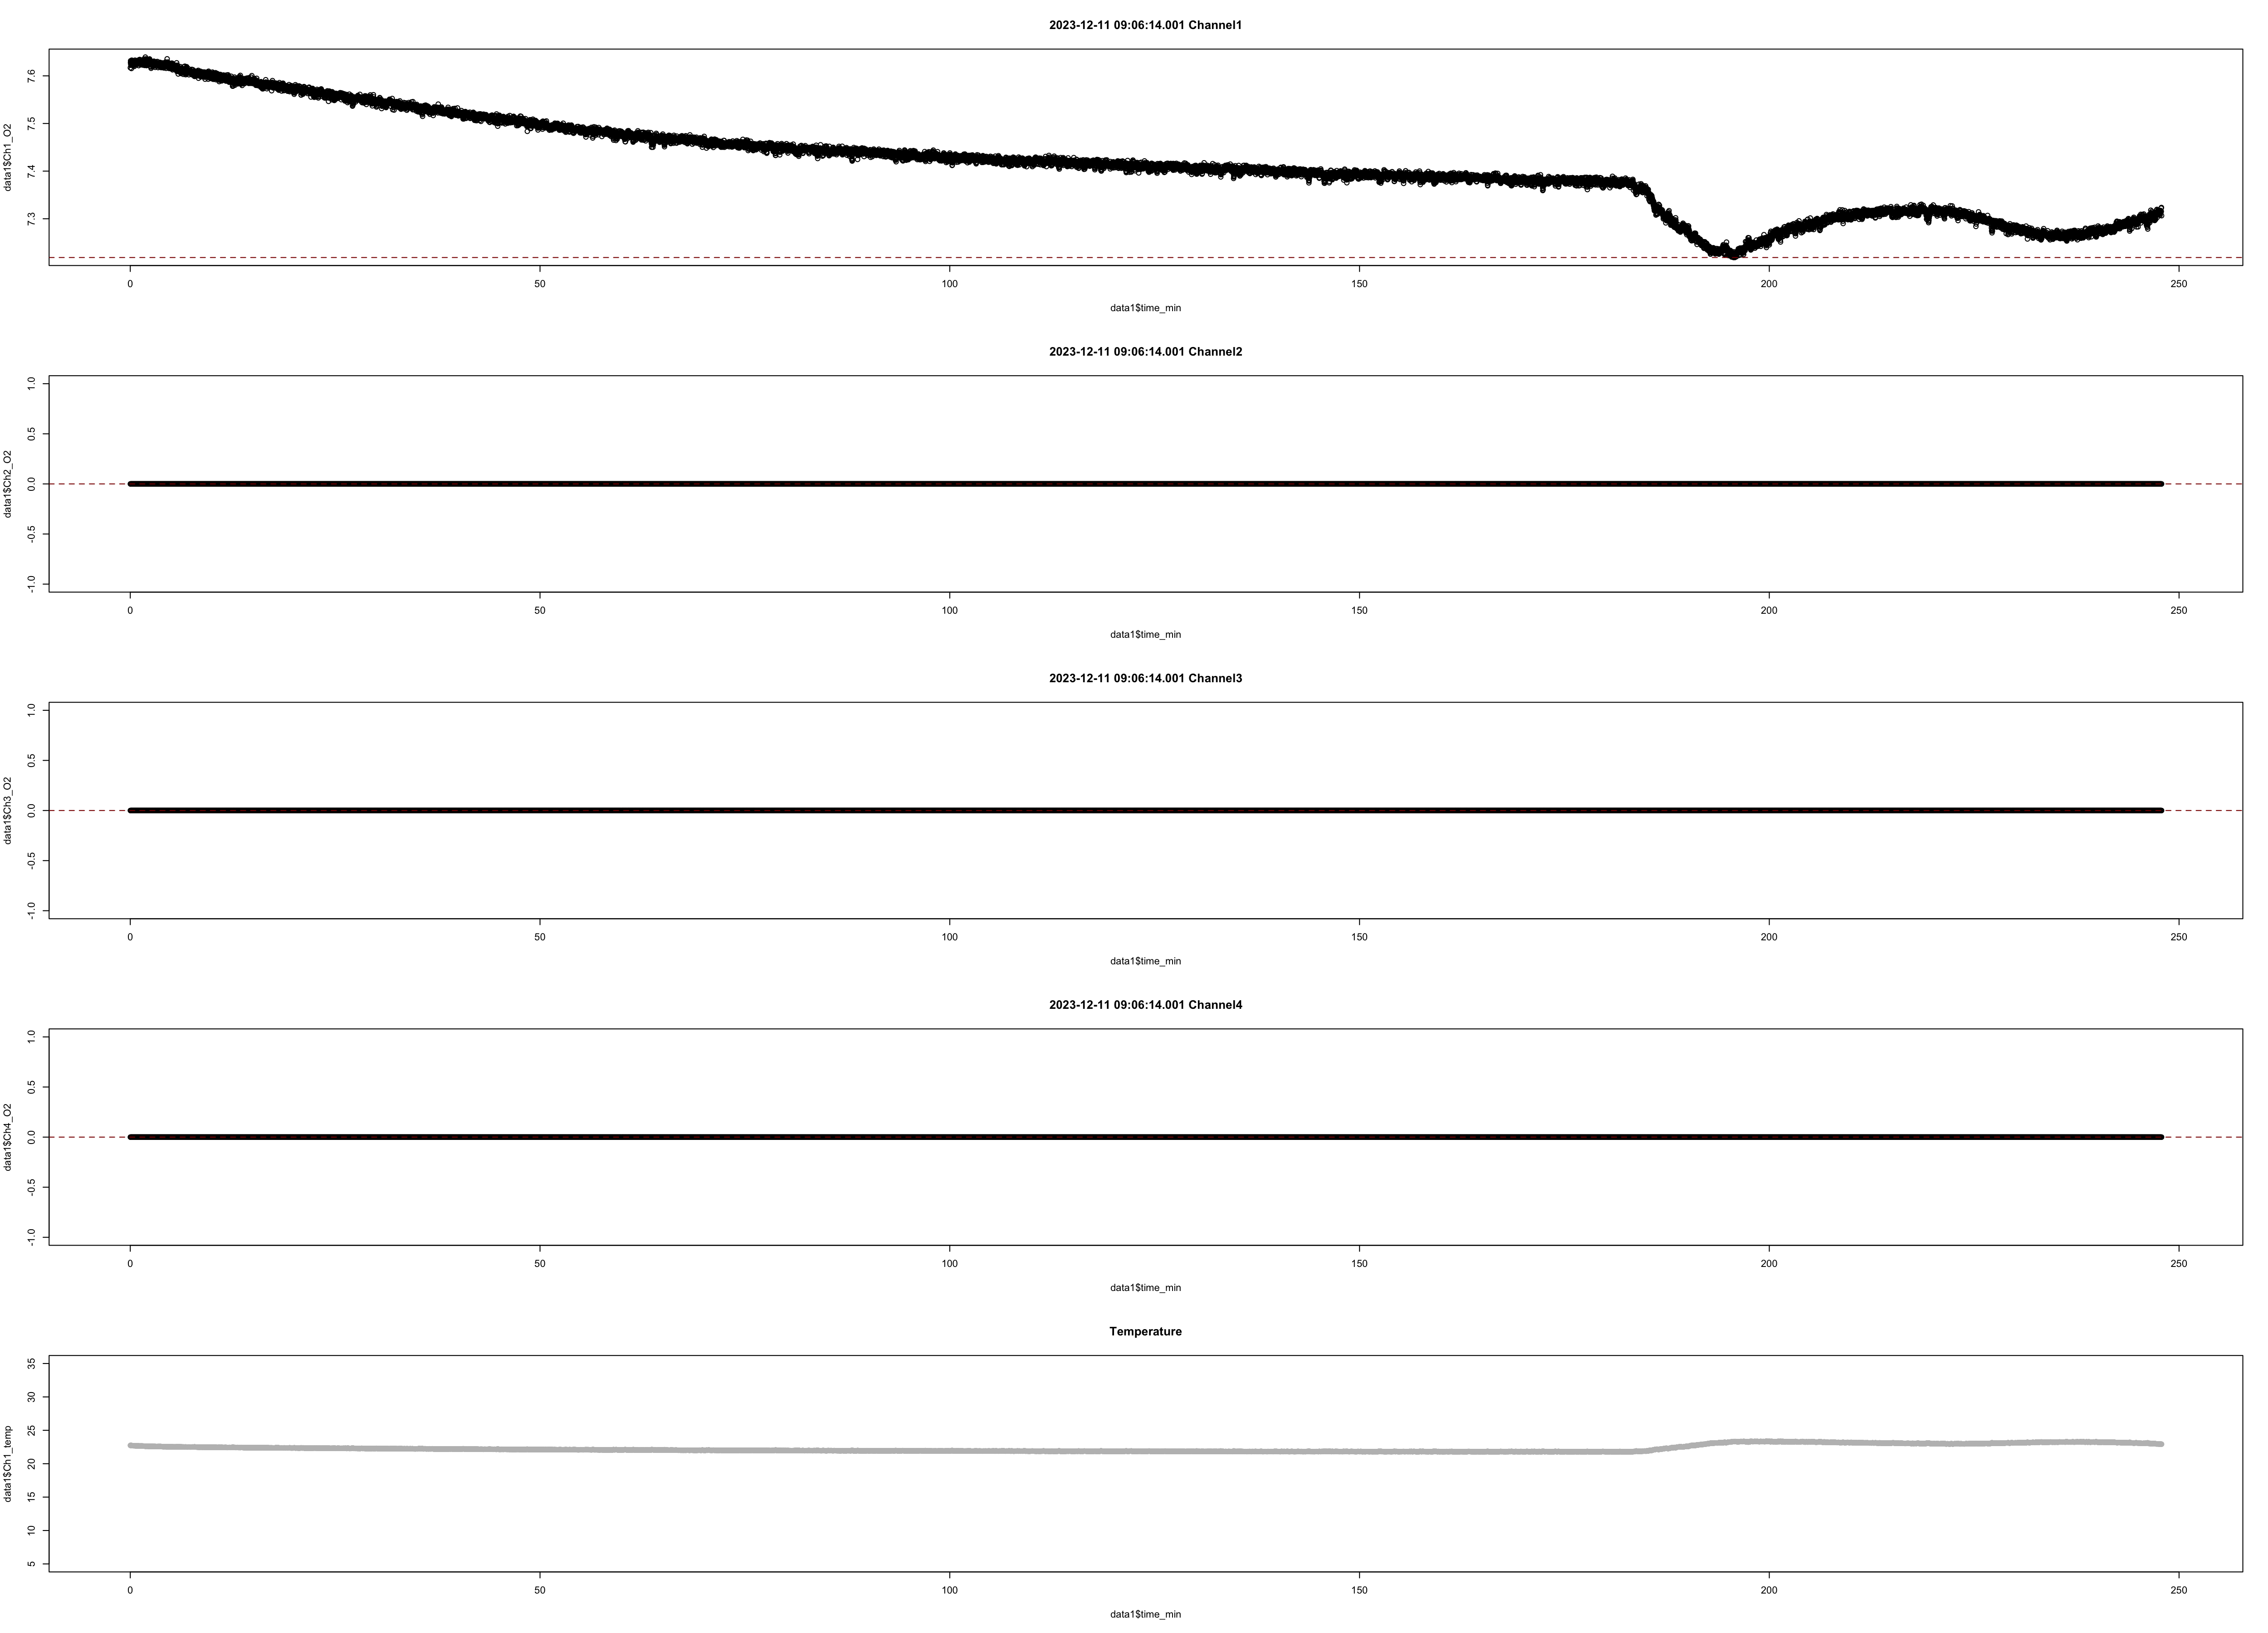 2023-12-11 09:06:14.001 Channel1
data1$Ch1_O2
7.6
7.5
7.4
7.3
0 50 100 150 200 250
data1$time_min
2023-12-11 09:06:14.001 Channel2
data1$Ch2_O2
1.0
0.5
0.0
-0.5
-1.0
0 50 100 150 200 250
data1$time_min
2023-12-11 09:06:14.001 Channel3
data1$Ch3_O2
1.0
0.5
0.0
-0.5
-1.0
0 50 100 150 200 250
data1$time_min
2023-12-11 09:06:14.001 Channel4
data1$Ch4_O2
1.0
0.5
0.0
-0.5
-1.0
0 50 100 150 200 250
data1$time_min
Temperature
data1$Ch1_temp
35
30
25
20
15
10
5
0 50 100 150 200 250
data1$time_min